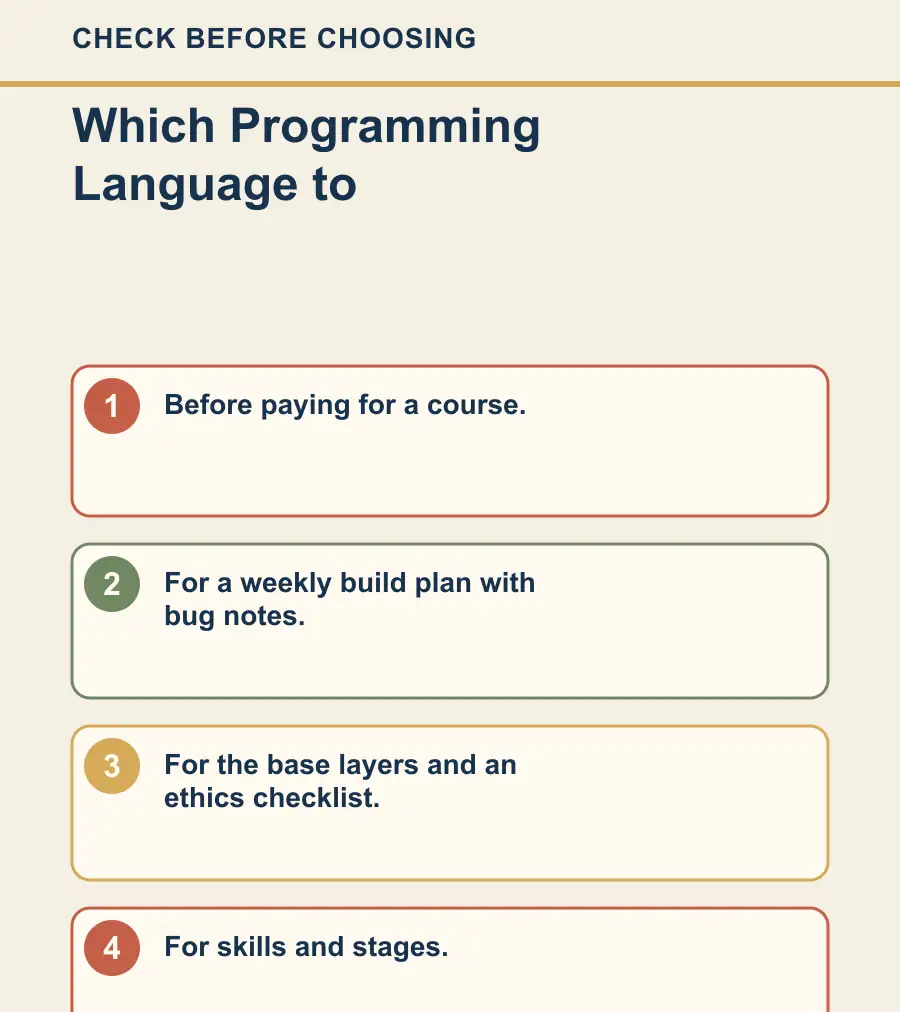 CHECK BEFORE CHOOSING
Which Programming
Language to
1
Before paying for a course.
2
For a weekly build plan with
bug notes.
3
For the base layers and an
ethics checklist.
4
For skills and stages.